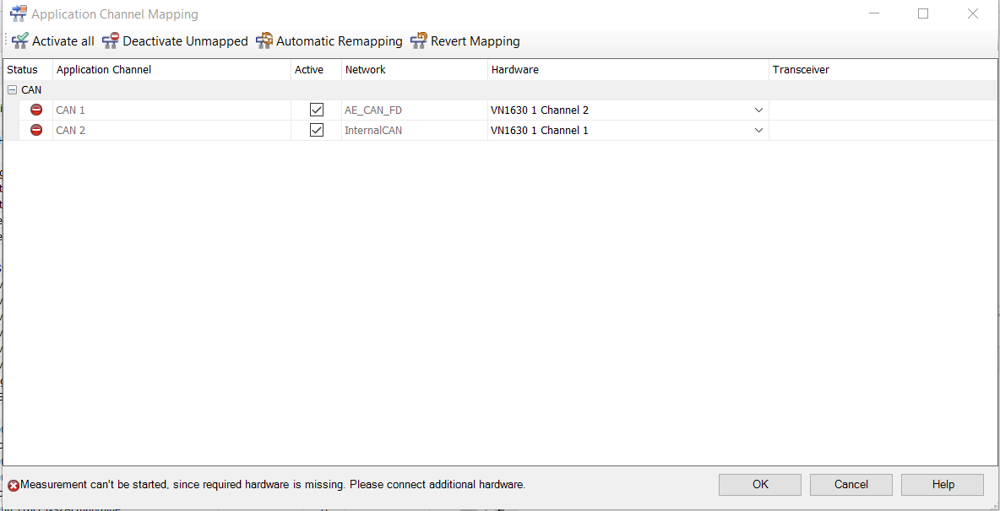 Application Channel Mapping
Activate all Deactivate Unmapped Automatic Remapping Revert Mapping
Status Application Channel Active Network Hardware Transceiver
CAN
CAN 1 AE_CAN_FD VN1630 1 Channel 2
CAN 2 InternalCAN VN1630 1 Channel 1
Measurement can't be started, since required hardware is missing. Please connect additional hardware. OK Cancel Help